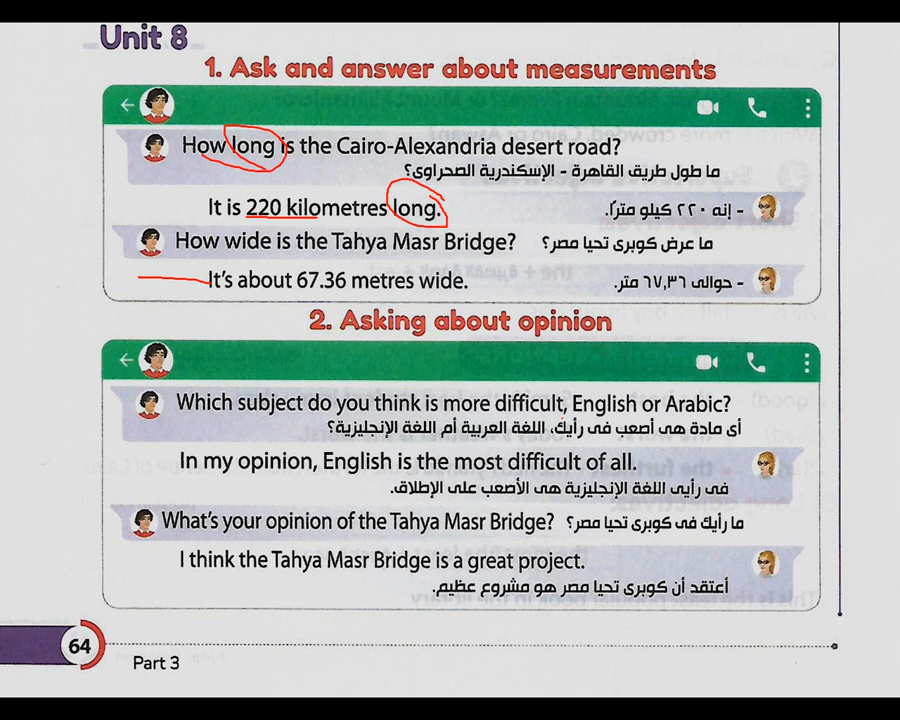 Unit 8
1. Ask and answer about measurements
How long is the Cairo-Alexandria desert road?
ما طول طريق القاهرة - الإسكندرية الصحراوى؟
It is 220 kilometres long.
- إنه ٢٢٠ كيلو مترًا.
How wide is the Tahya Masr Bridge? ما عرض كوبرى تحيا مصر؟
It's about 67.36 metres wide.
- حوالى ٦٧,٣٦ متر.
2. Asking about opinion
Which subject do you think is more difficult, English or Arabic?
أى مادة هى أصعب فى رأيك، اللغة العربية أم اللغة الإنجليزية؟
In my opinion, English is the most difficult of all.
فى رأيى اللغة الإنجليزية هى الأصعب على الإطلاق.
What's your opinion of the Tahya Masr Bridge? ما رأيك فى كوبرى تحيا مصر؟
I think the Tahya Masr Bridge is a great project.
أعتقد أن كوبرى تحيا مصر هو مشروع عظيم.
64
Part 3